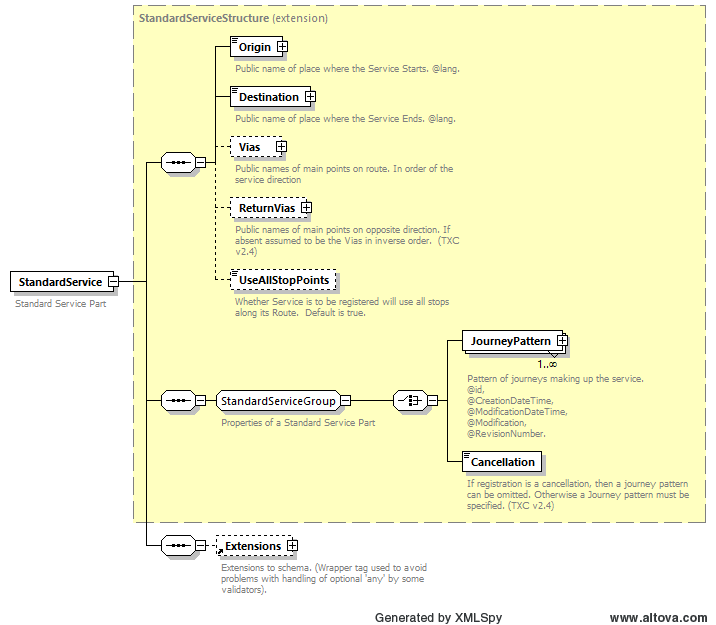 StandardServiceStructure (extension)
Origin
Public name of place where the Service Starts. @lang.
Destination
Public name of place where the Service Ends. @lang.
Vias
Public names of main points on route. In order of the
service direction
ReturnVias
Public names of main points on opposite direction. If
absent assumed to be the Vias in inverse order.  (TXC
v2.4)
UseAllStopPoints
Whether Service is to be registered will use all stops
along its Route.  Default is true.
StandardService
Standard Service Part
JourneyPattern
1..∞
Pattern of journeys making up the service.
@id,
@CreationDateTime,
@ModificationDateTime,
@Modification,
@RevisionNumber.
StandardServiceGroup
Properties of a Standard Service Part
Cancellation
If registration is a cancellation, then a journey pattern
can be omitted. Otherwise a Journey pattern must be
specified. (TXC v2.4)
Extensions
Extensions to schema. (Wrapper tag used to avoid
problems with handling of optional 'any' by some
validators).
Generated by XMLSpy
www.altova.com